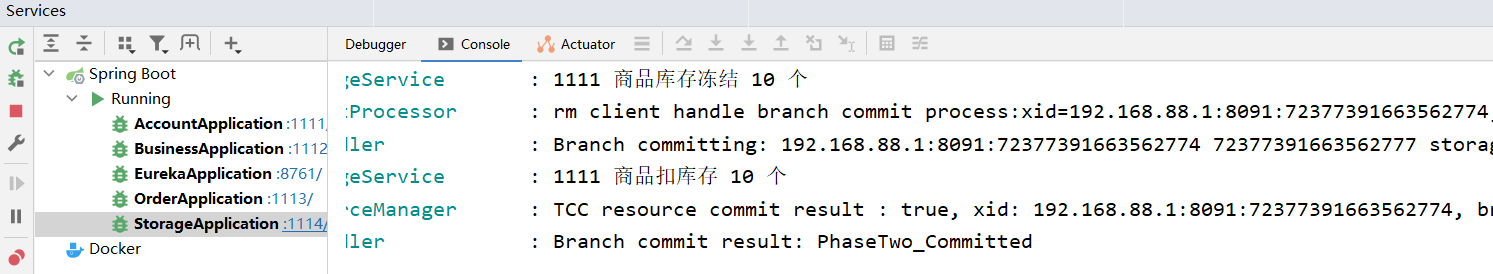 Services
Debugger Console Actuator
Spring Boot
Running
AccountApplication :1111/
BusinessApplication :1112
EurekaApplication :8761/
OrderApplication :1113/
StorageApplication :1114/
Docker
geService : 1111 商品库存冻结 10 个
tProcessor : rm client handle branch commit process:xid=192.168.88.1:8091:72377391663562774,
dler : Branch committing: 192.168.88.1:8091:72377391663562774 72377391663562777 storag
geService : 1111 商品扣库存 10 个
rceManager : TCC resource commit result : true, xid: 192.168.88.1:8091:72377391663562774, br
dler : Branch commit result: PhaseTwo_Committed